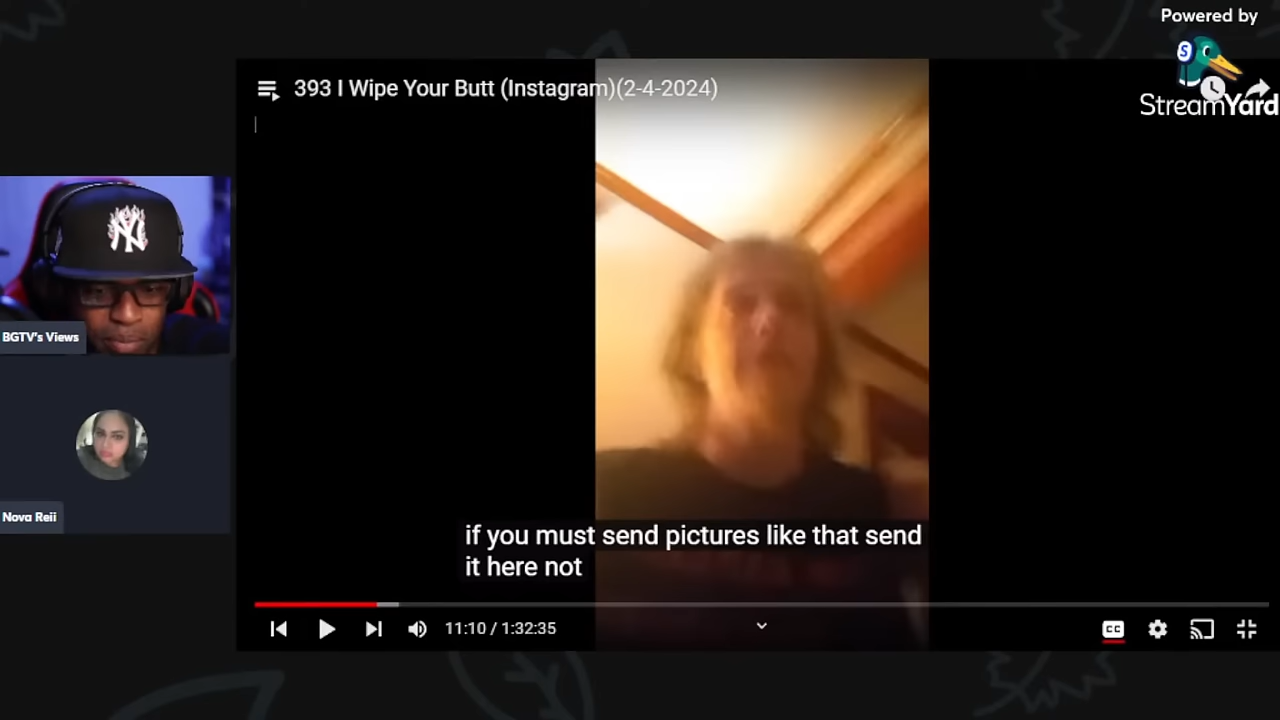 Powered by
StreamYard
S
393 I Wipe Your Butt (Instagram)(2-4-2024)
NY
BGTV's Views
Nova Reii
if you must send pictures like that send
it here not
11:10 / 1:32:35
CC